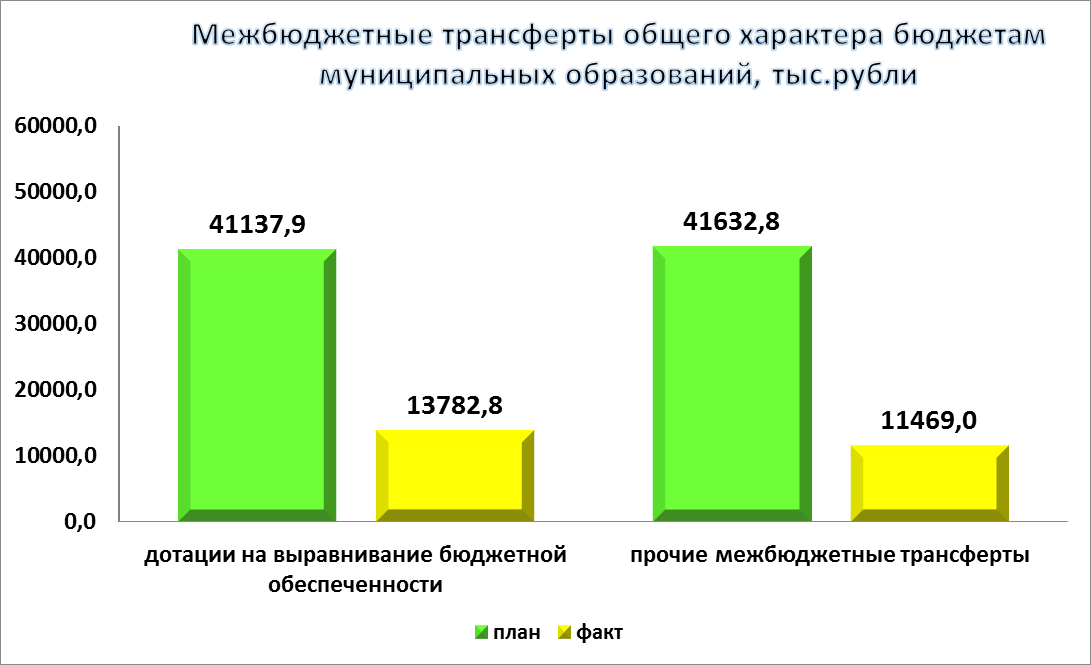 Межбюджетные трансферты общего характера бюджетам
муниципальных образований, тыс.рубли
60000,0
50000,0
40000,0
30000,0
20000,0
10000,0
0,0
41137,9
13782,8
41632,8
11469,0
дотации на выравнивание бюджетной
обеспеченности
прочие межбюджетные трансферты
план
факт